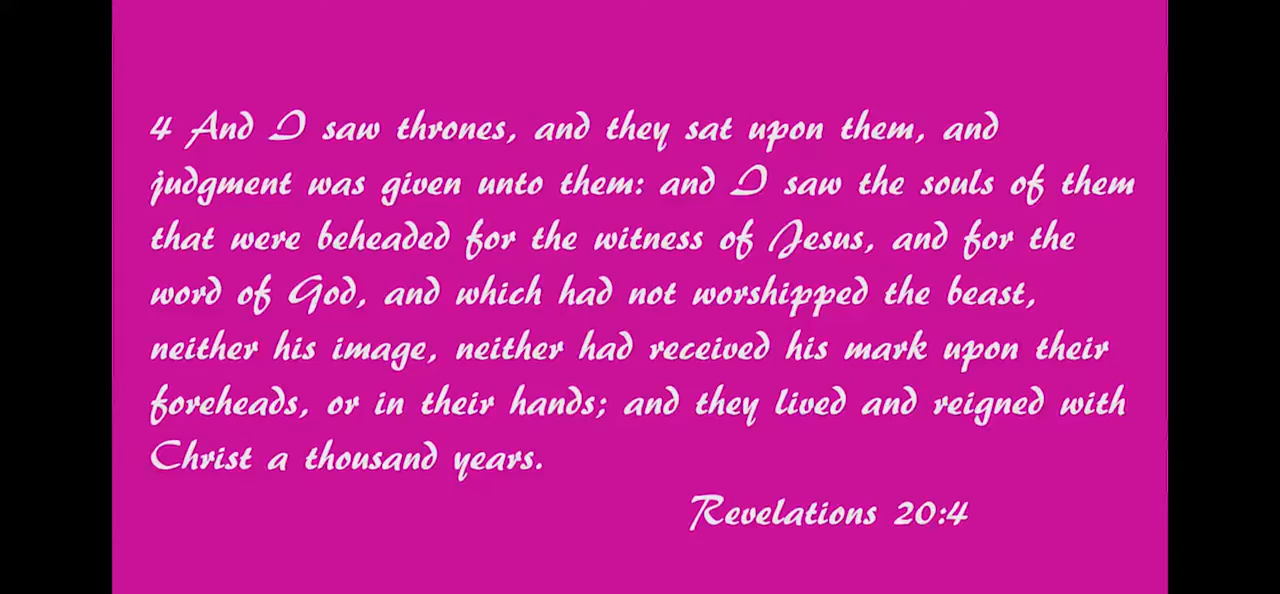 4 And I saw thrones, and they sat upon them, and
judgment was given unto them: and I saw the souls of them
that were beheaded for the witness of Jesus, and for the
word of God, and which had not worshipped the beast,
neither his image, neither had received his mark upon their
foreheads, or in their hands; and they lived and reigned with
Christ a thousand years.
Revelations 20:4